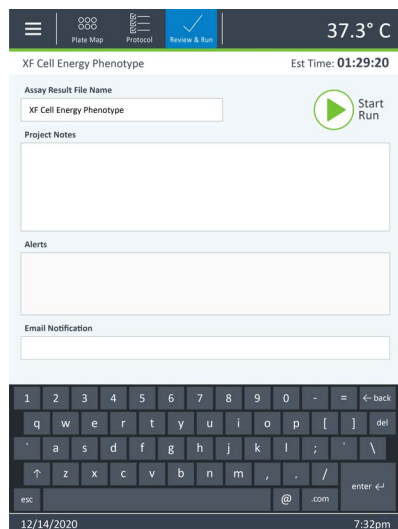 Plate Map
Protocol
Review & Run
37.3° C
XF Cell Energy Phenotype
Est Time: 01:29:20
Assay Result File Name
XF Cell Energy Phenotype
Start
Run
Project Notes
Alerts
Email Notification
1 2 3 4 5 6 7 8 9 0 - = ← back
q w e r t y u i o p [ ] del
` a s d f g h j k l ; ' \
↑ z x c v b n m , . /
enter ↵
esc @ .com
12/14/2020
7:32pm